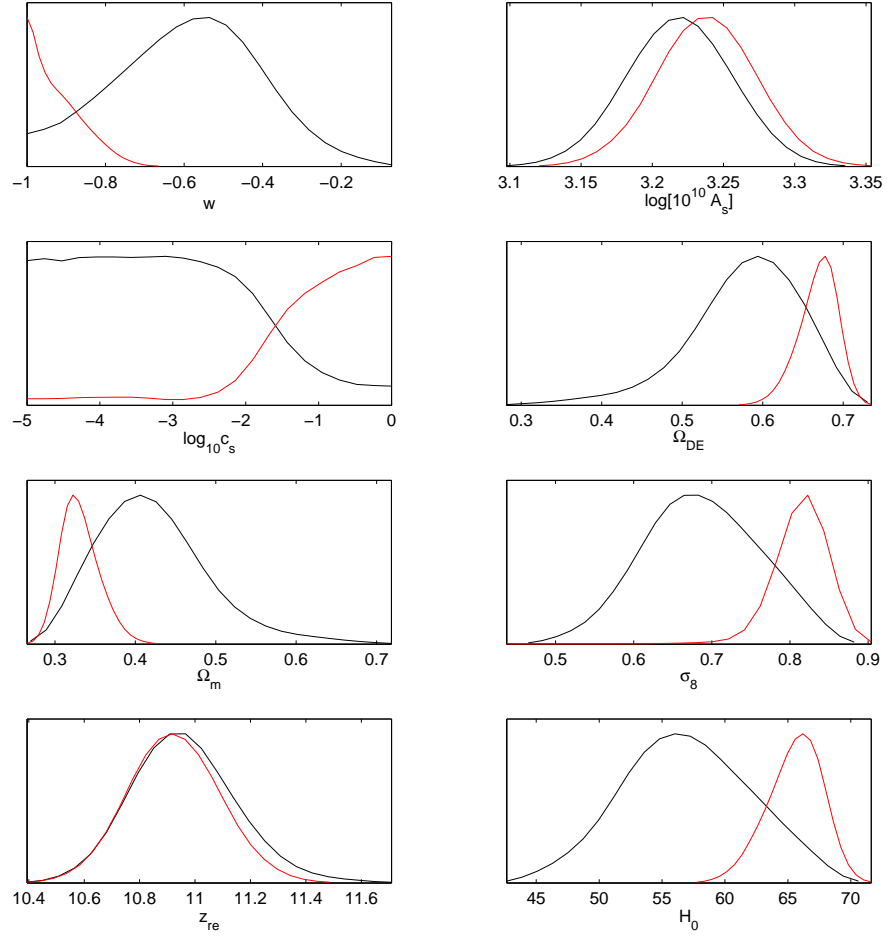 −1 −0.8 −0.6 −0.4 −0.2
w
3.1 3.15 3.2 3.25 3.3 3.35
log[10^10 A_s]
−5 −4 −3 −2 −1 0
log_10 c_s
0.3 0.4 0.5 0.6 0.7
Ω_DE
0.3 0.4 0.5 0.6 0.7
Ω_m
0.5 0.6 0.7 0.8 0.9
σ_8
10.4 10.6 10.8 11 11.2 11.4 11.6
z_re
45 50 55 60 65 70
H_0